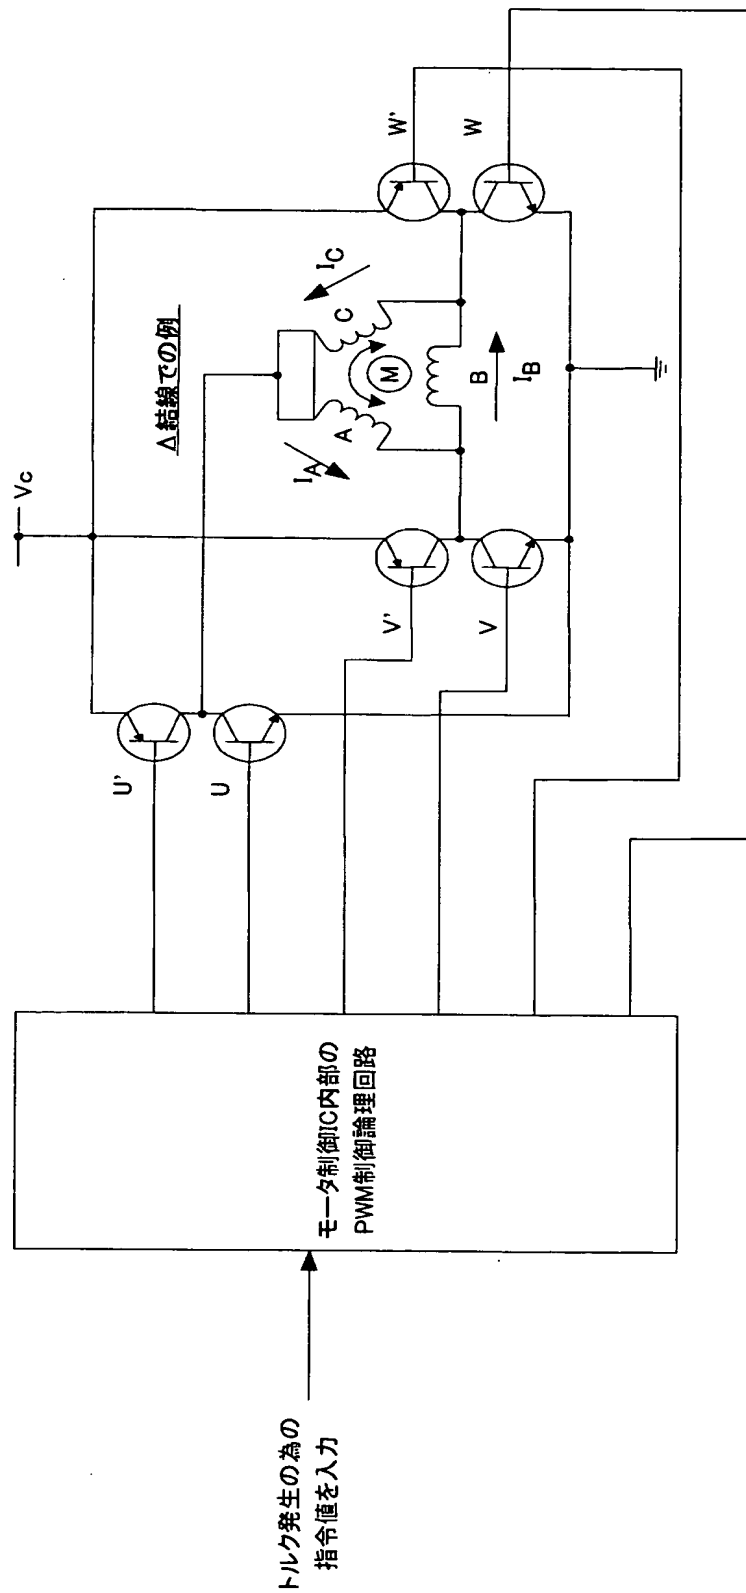 トルク発生の為の
指令値を入力
モータ制御IC内部の
PWM制御論理回路
Δ結線での例
Vc
U'
U
V'
V
W'
W
A
B
C
M
IA
IB
IC